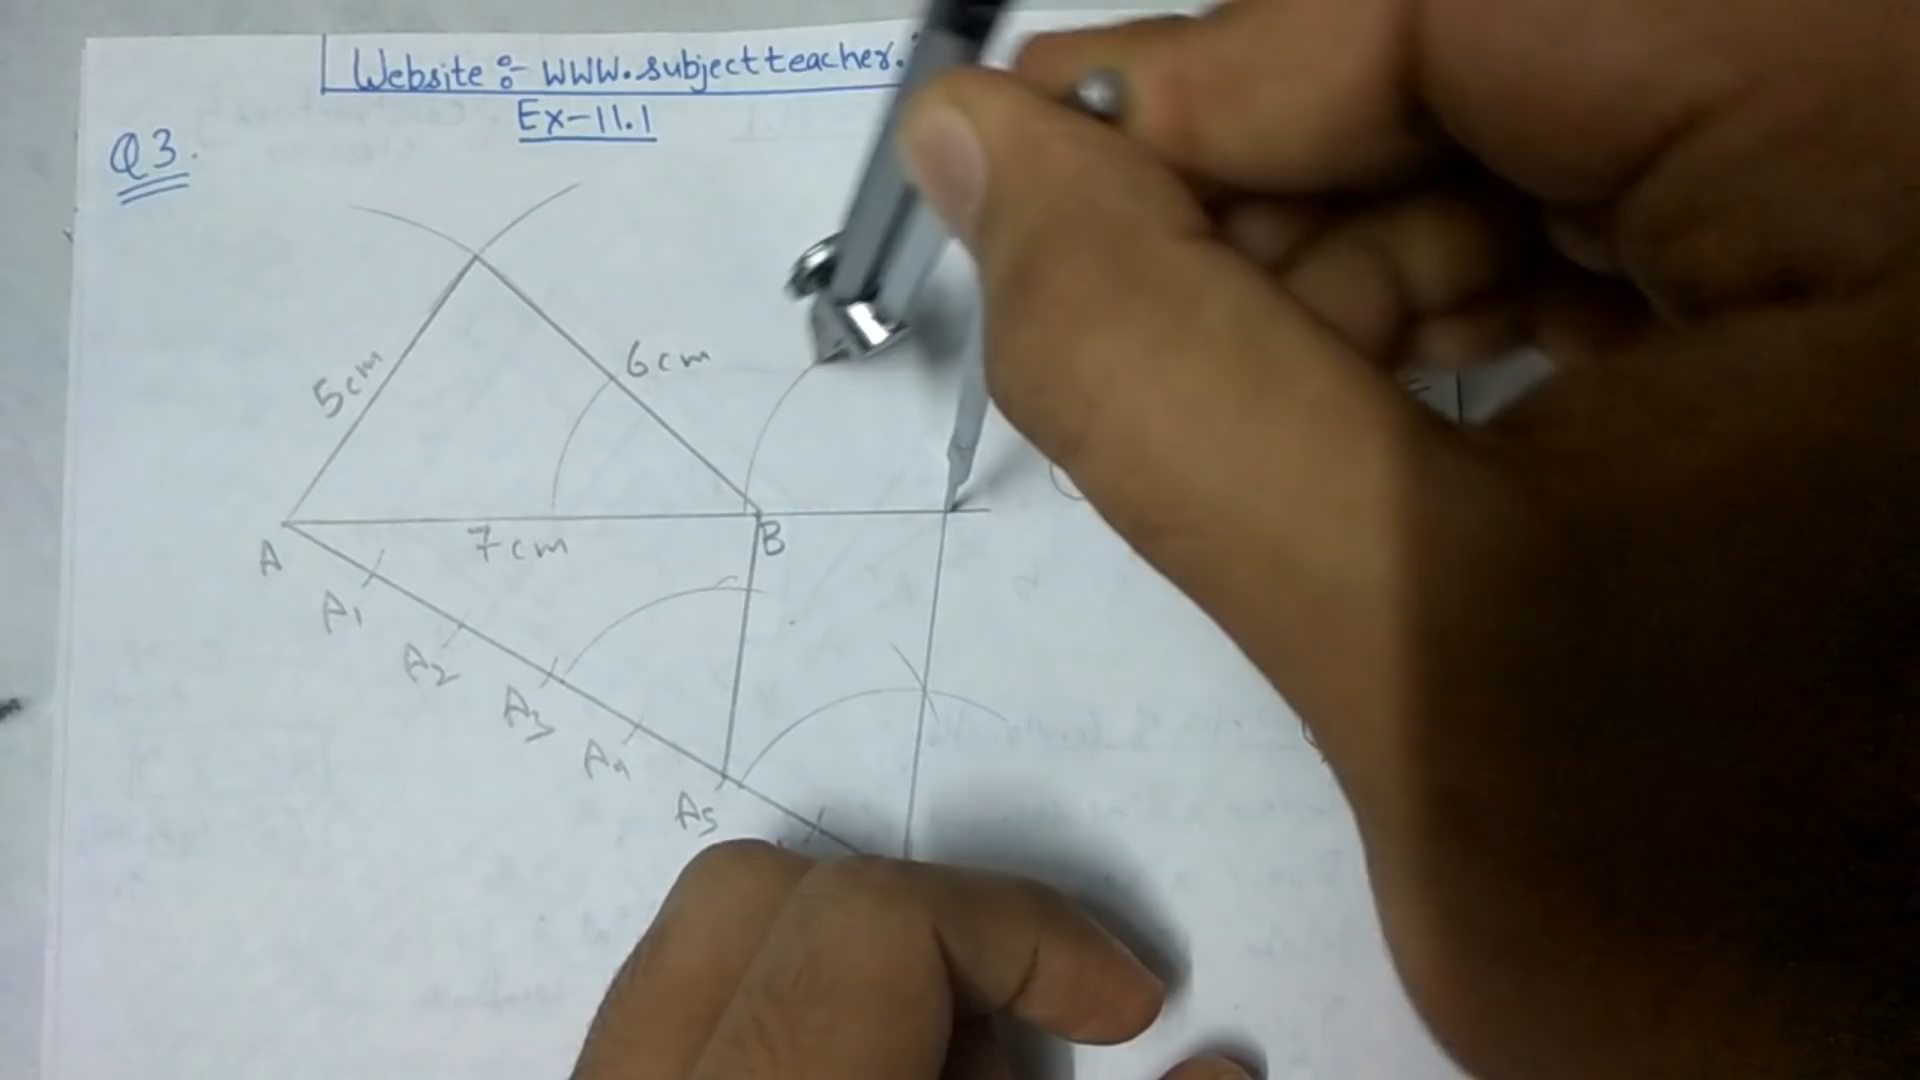 Website :- www.subjectteacher.
Ex-11.1
Q3.
5cm
6cm
7cm
A
B
A1
A2
A3
A4
A5